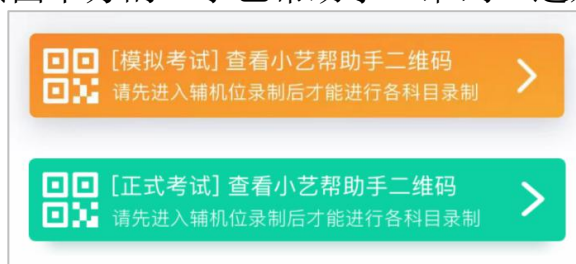 [模拟考试] 查看小艺帮助手二维码
请先进入辅机位录制后才能进行各科目录制
[正式考试] 查看小艺帮助手二维码
请先进入辅机位录制后才能进行各科目录制